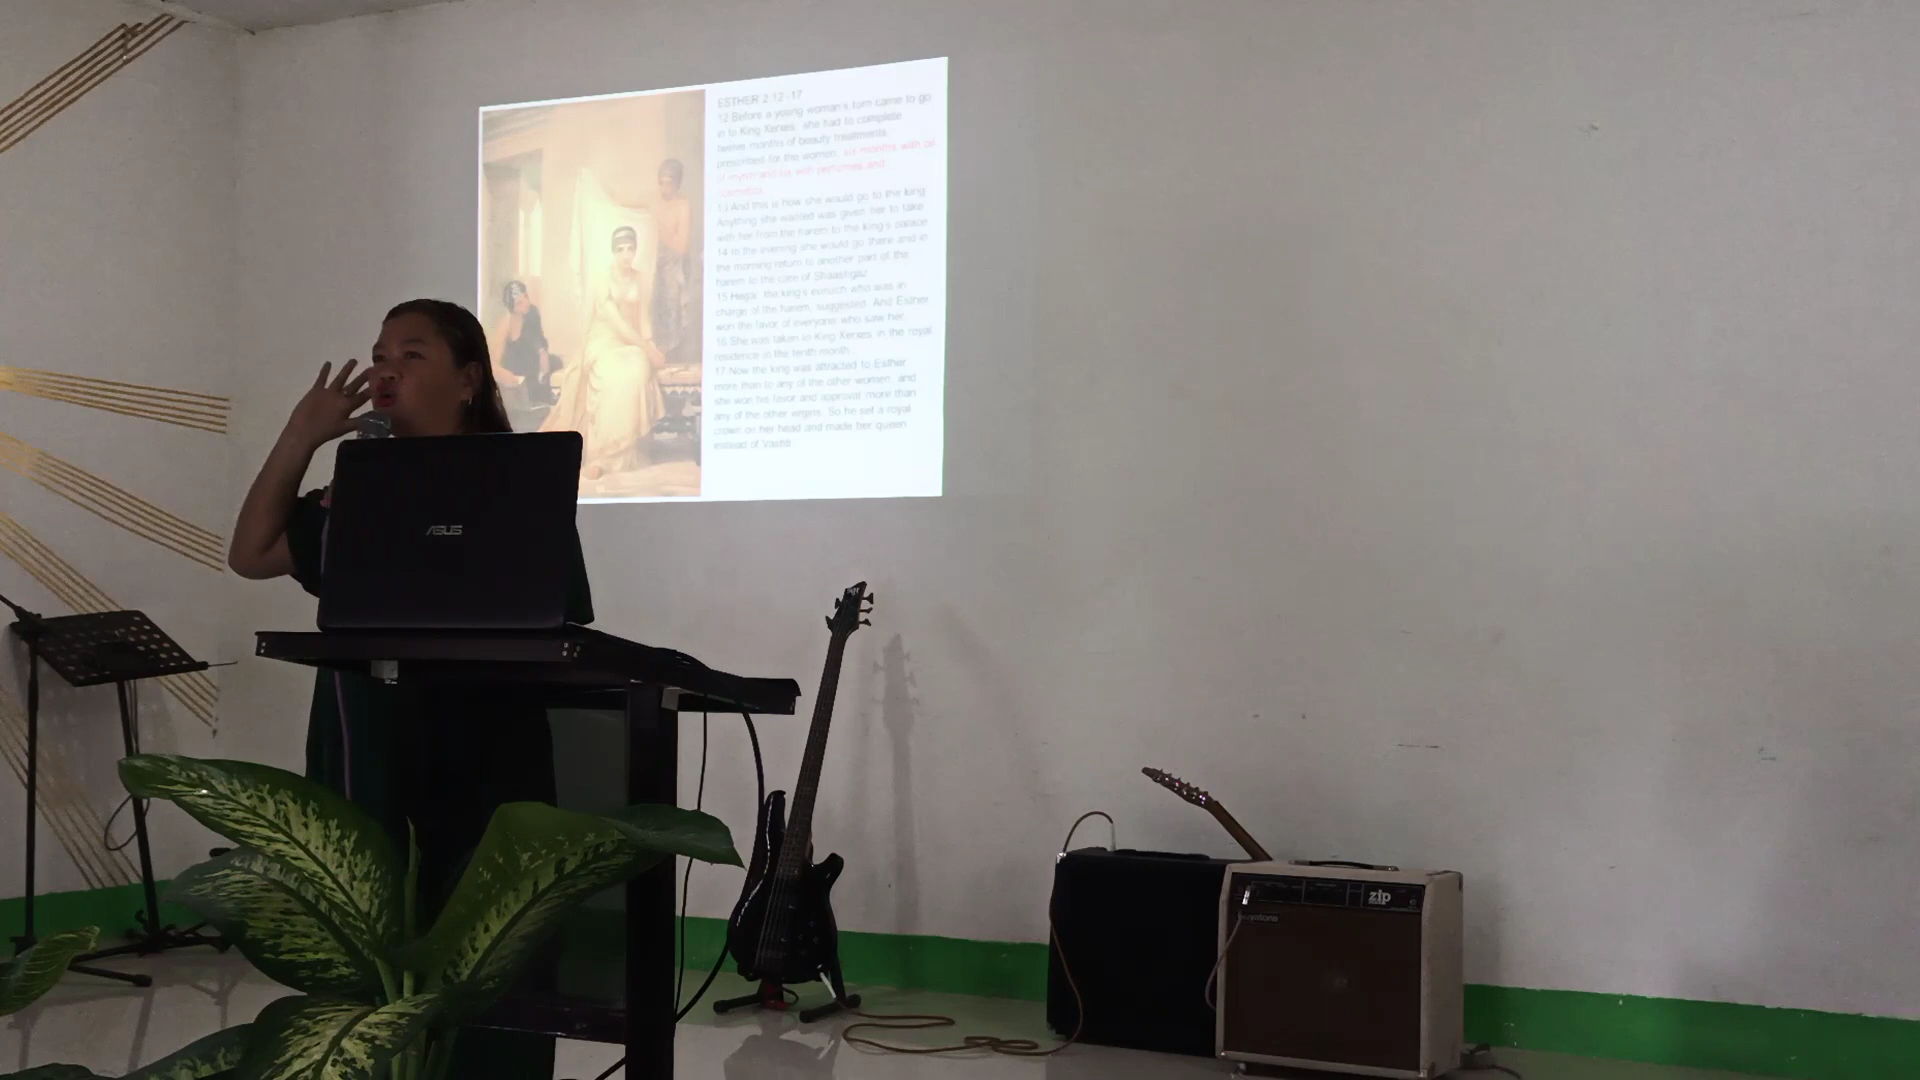 ESTHER 2:12-17
12 Before a young woman's turn came to go
in to King Xerxes, she had to complete
twelve months of beauty treatments
prescribed for the women, six months with oil
of myrrh and six with perfumes and
cosmetics.
13 And this is how she would go to the king
Anything she wanted was given her to take
with her from the harem to the king's palace
14 In the evening she would go there and in
the morning return to another part of the
harem to the care of Shaashgaz
15 Hegai, the king's eunuch who was in
charge of the harem, suggested. And Esther
won the favor of everyone who saw her.
16 She was taken to King Xerxes in the royal
residence in the tenth month,
17 Now the king was attracted to Esther
more than to any of the other women, and
she won his favor and approval more than
any of the other virgins. So he set a royal
crown on her head and made her queen
instead of Vashti
ASUS
zip